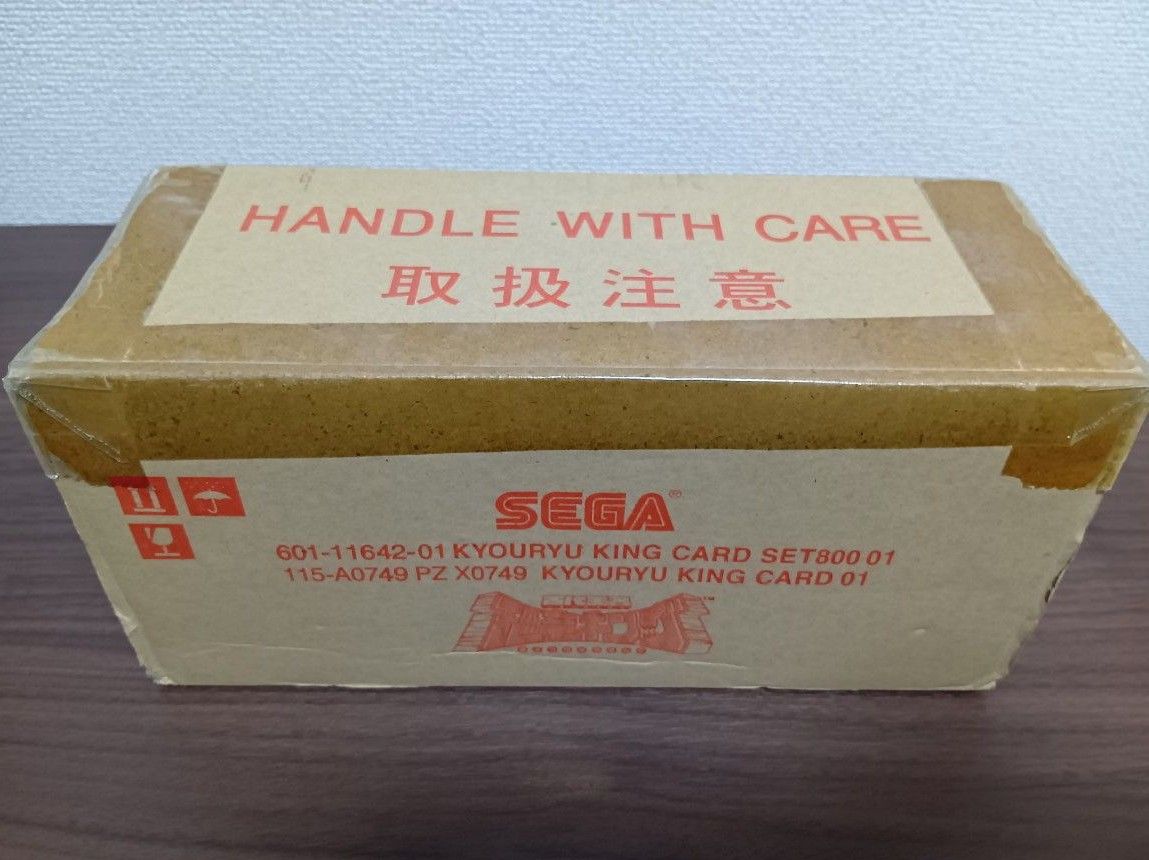 HANDLE WITH CARE
取扱注意
SEGA®
601-11642-01 KYOURYU KING CARD SET800 01
115-A0749 PZ X0749 KYOURYU KING CARD 01